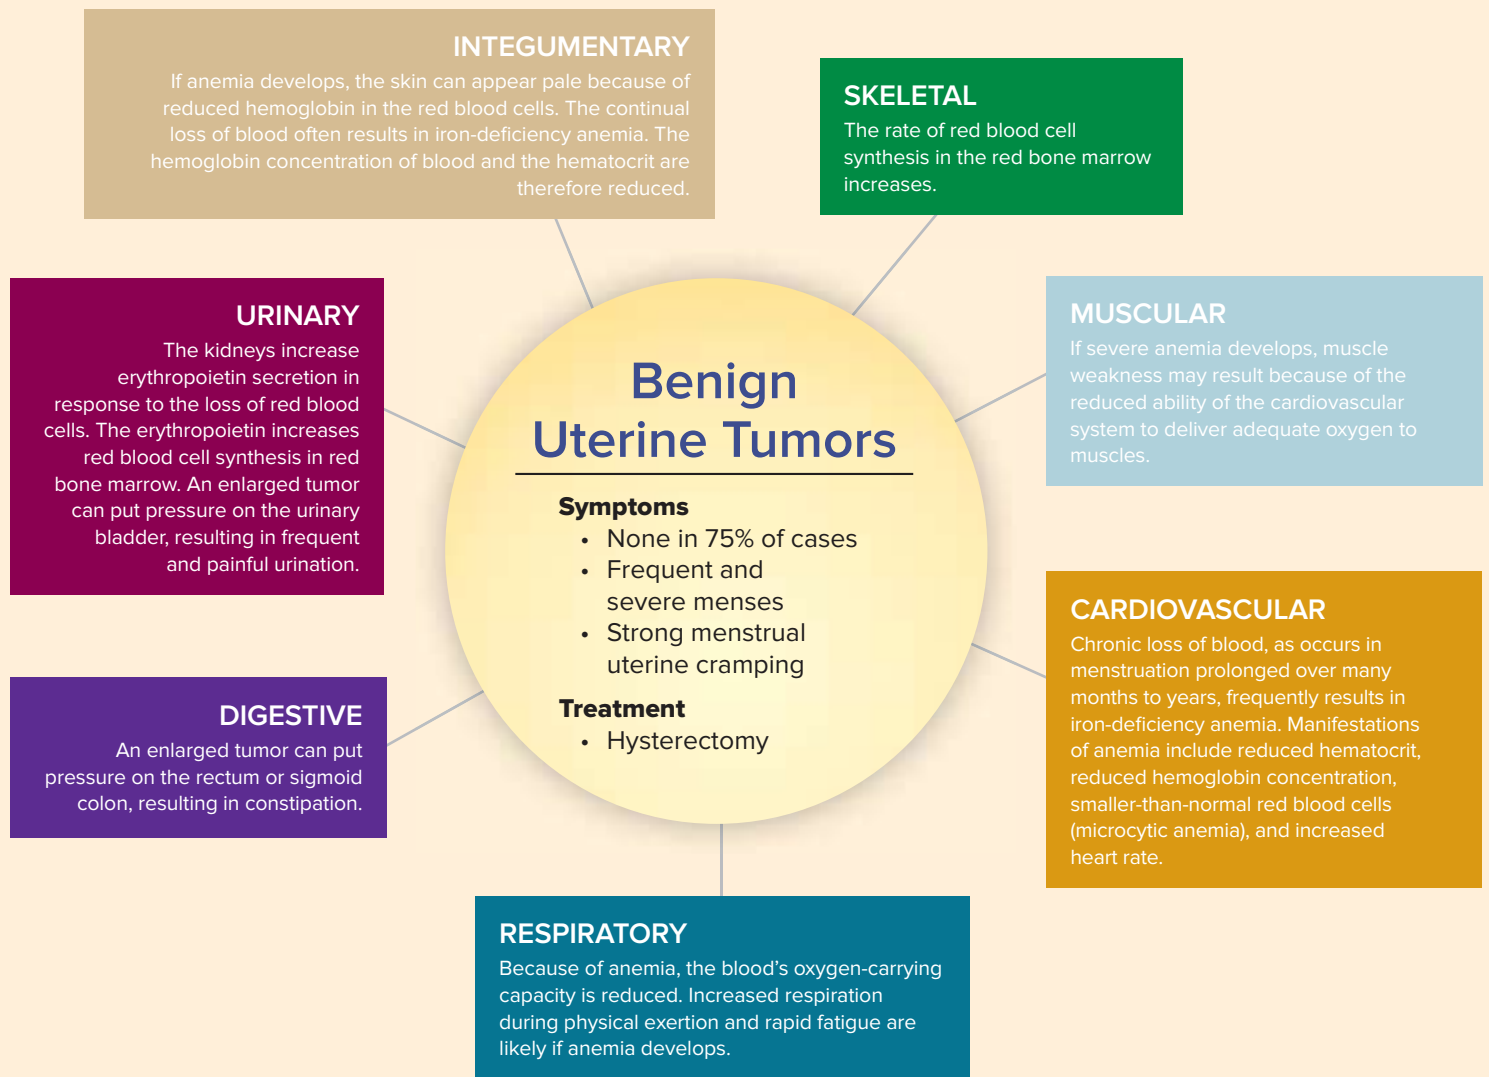 INTEGUMENTARY
If anemia develops, the skin can appear pale because of
reduced hemoglobin in the red blood cells. The continual
loss of blood often results in iron-deficiency anemia. The
hemoglobin concentration of blood and the hematocrit are
therefore reduced.
SKELETAL
The rate of red blood cell
synthesis in the red bone marrow
increases.
URINARY
The kidneys increase
erythropoietin secretion in
response to the loss of red blood
cells. The erythropoietin increases
red blood cell synthesis in red
bone marrow. An enlarged tumor
can put pressure on the urinary
bladder, resulting in frequent
and painful urination.
Benign
Uterine Tumors
Symptoms
• None in 75% of cases
• Frequent and
severe menses
• Strong menstrual
uterine cramping
Treatment
• Hysterectomy
MUSCULAR
If severe anemia develops, muscle
weakness may result because of the
reduced ability of the cardiovascular
system to deliver adequate oxygen to
muscles.
CARDIOVASCULAR
Chronic loss of blood, as occurs in
menstruation prolonged over many
months to years, frequently results in
iron-deficiency anemia. Manifestations
of anemia include reduced hematocrit,
reduced hemoglobin concentration,
smaller-than-normal red blood cells
(microcytic anemia), and increased
heart rate.
DIGESTIVE
An enlarged tumor can put
pressure on the rectum or sigmoid
colon, resulting in constipation.
RESPIRATORY
Because of anemia, the blood’s oxygen-carrying
capacity is reduced. Increased respiration
during physical exertion and rapid fatigue are
likely if anemia develops.